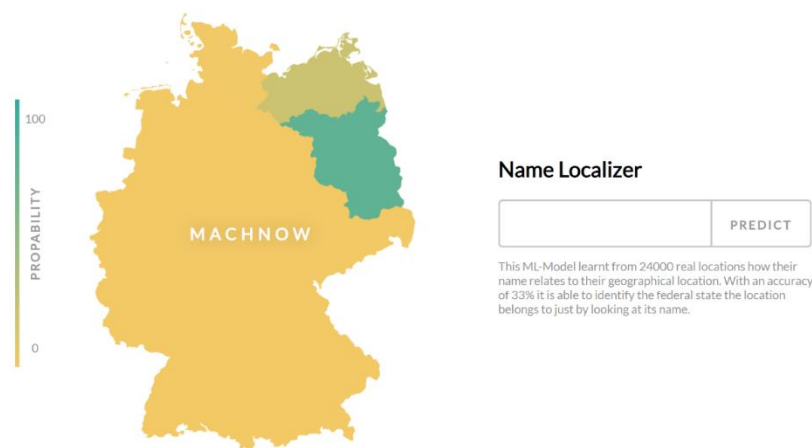 100
PROPABILITY
0
MACHNOW
Name Localizer
PREDICT
This ML-Model learnt from 24000 real locations how their
name relates to their geographical location. With an accuracy
of 33% it is able to identify the federal state the location
belongs to just by looking at its name.